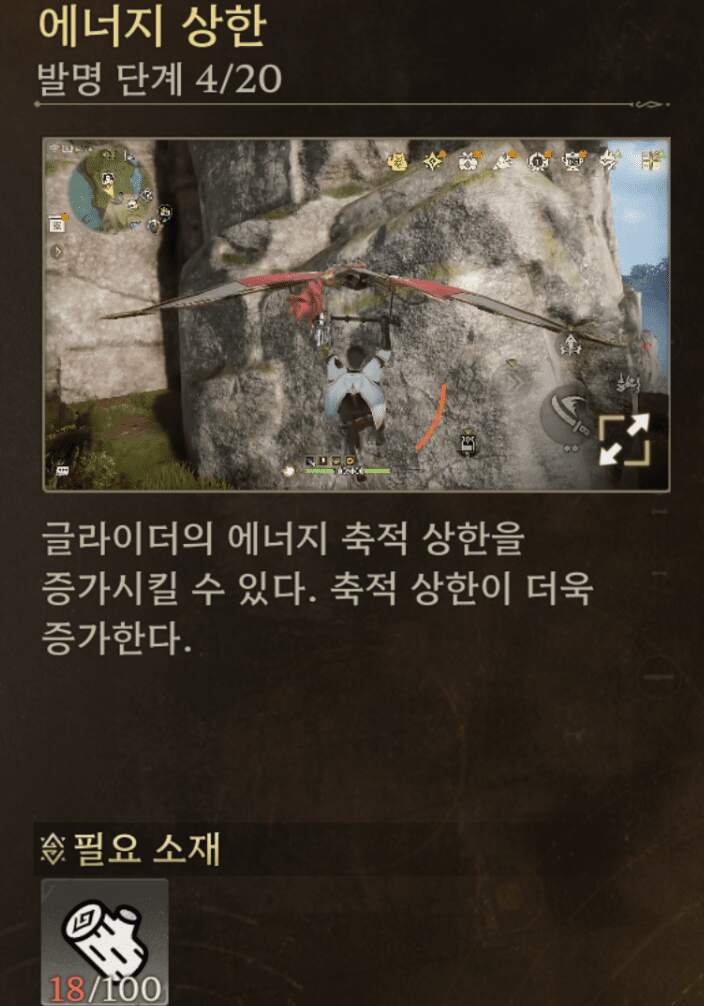 에너지 상한
발명 단계 4/20
글라이더의 에너지 축적 상한을
증가시킬 수 있다. 축적 상한이 더욱
증가한다.
필요 소재
18/100